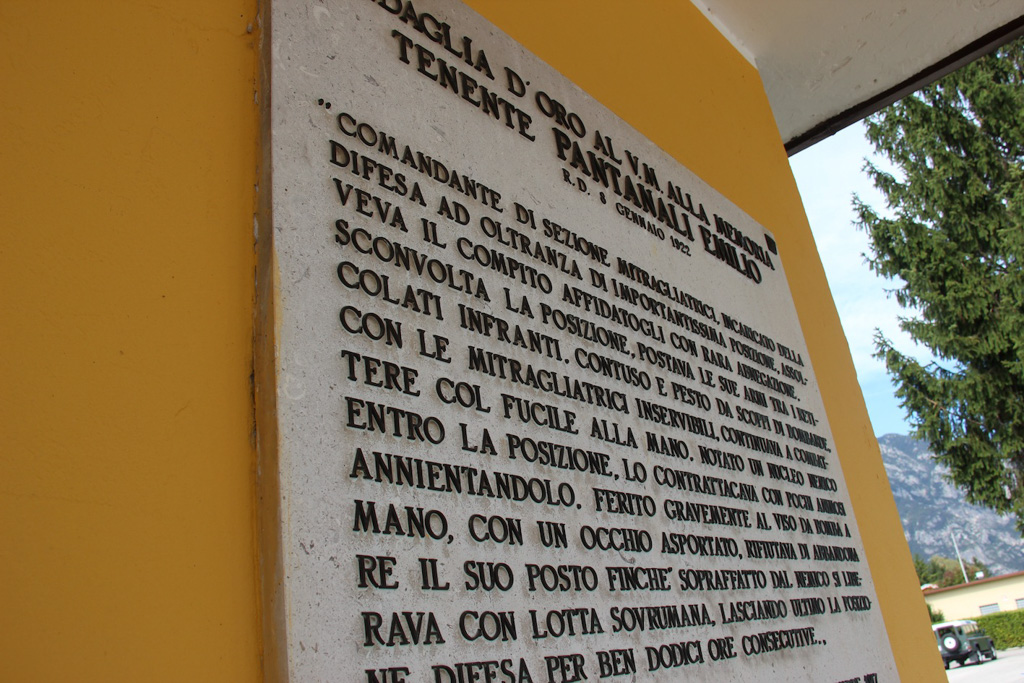 DAGLIA D'ORO AL V.M. ALLA MEMORIA
TENENTE PANTANALI EMILIO
R.D. 8 GENNAIO 1922
"COMANDANTE DI SEZIONE MITRAGLIATRICI, INCARICATO DELLA
DIFESA AD OLTRANZA DI IMPORTANTISSIMA POSIZIONE, ASSOL-
VEVA IL COMPITO AFFIDATOGLI CON RARA ABNEGAZIONE.
SCONVOLTA LA POSIZIONE, POSTAVA LE SUE ARMI TRA I RETI-
COLATI INFRANTI. CONTUSO E PESTO DA SCOPPI DI BOMBARDE,
CON LE MITRAGLIATRICI INSERVIBILI, CONTINUAVA A COMBAT-
TERE COL FUCILE ALLA MANO. NOTATO UN NUCLEO NEMICO
ENTRO LA POSIZIONE, LO CONTRATTACAVA CON POCHI ANIMOSI
ANNIENTANDOLO. FERITO GRAVEMENTE AL VISO DA BOMBA A
MANO, CON UN OCCHIO ASPORTATO, RIFIUTAVA DI ABBANDONA
RE IL SUO POSTO FINCHE' SOPRAFFATTO DAL NEMICO SI LIBE-
RAVA CON LOTTA SOVRUMANA, LASCIANDO ULTIMO LA POSIZIO-
NE DIFESA PER BEN DODICI ORE CONSECUTIVE.,,